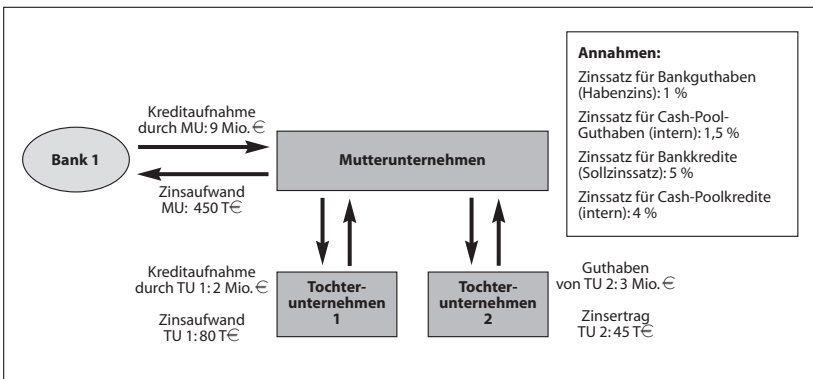 Kreditaufnahme
durch MU: 9 Mio. €
Bank 1
Zinsaufwand
MU: 450 T€
Mutterunternehmen
Annahmen:
Zinssatz für Bankguthaben
(Habenzins): 1 %
Zinssatz für Cash-Pool-
Guthaben (intern): 1,5 %
Zinssatz für Bankkredite
(Sollzinssatz): 5 %
Zinssatz für Cash-Poolkredite
(intern): 4 %
Kreditaufnahme
durch TU 1: 2 Mio. €
Zinsaufwand
TU 1: 80 T€
Tochter-
unternehmen
1
Tochter-
unternehmen
2
Guthaben
von TU 2: 3 Mio. €
Zinsertrag
TU 2: 45 T€